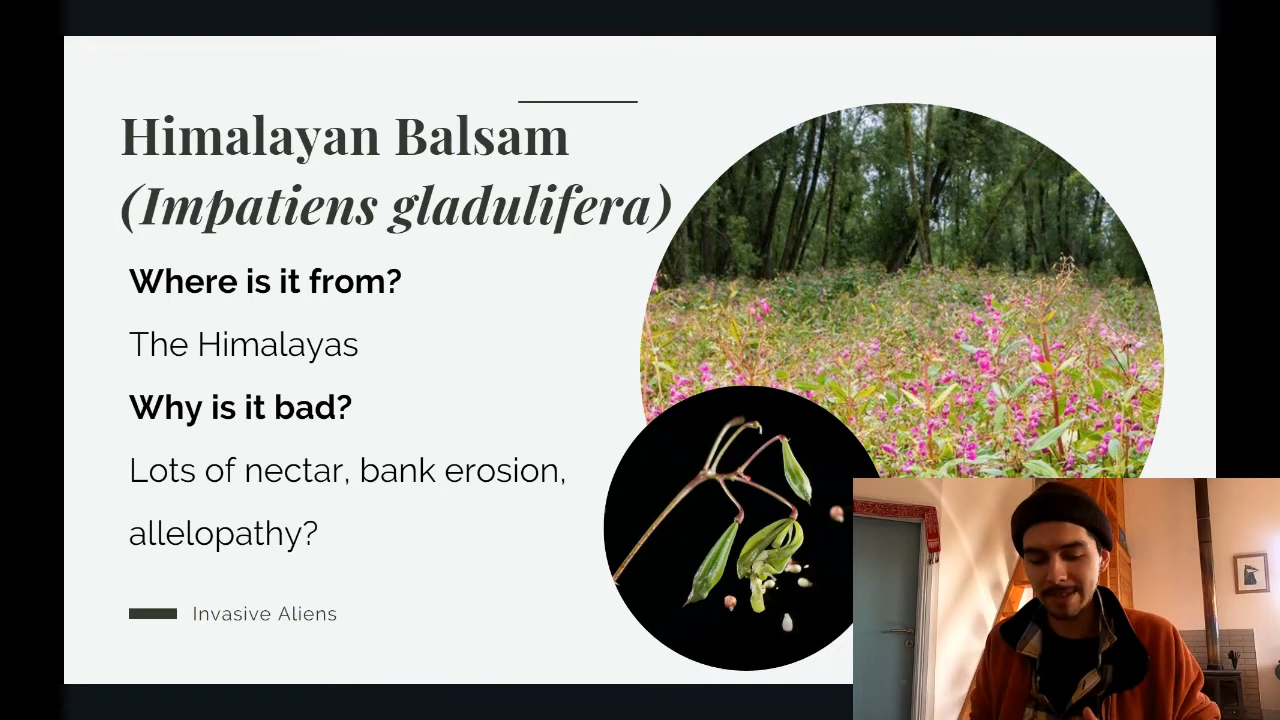 Himalayan Balsam
(Impatiens gladulifera)
Where is it from?
The Himalayas
Why is it bad?
Lots of nectar, bank erosion,
allelopathy?
Invasive Aliens